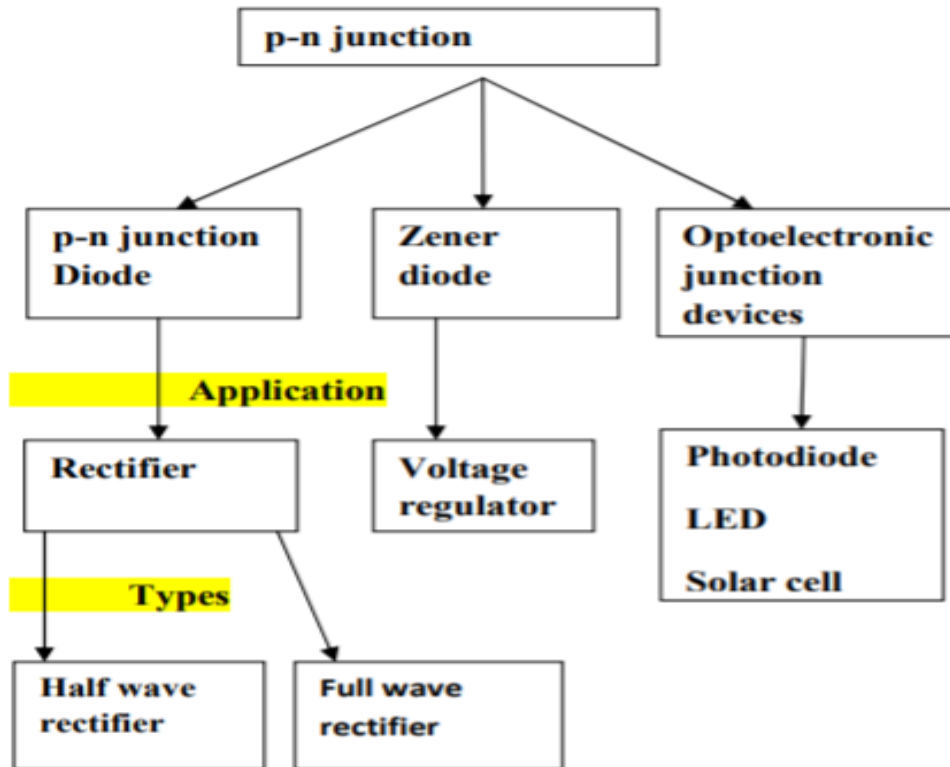 p-n junction
p-n junction
Diode
Zener
diode
Optoelectronic
junction
devices
Application
Rectifier
Voltage
regulator
Photodiode
LED
Solar cell
Types
Half wave
rectifier
Full wave
rectifier